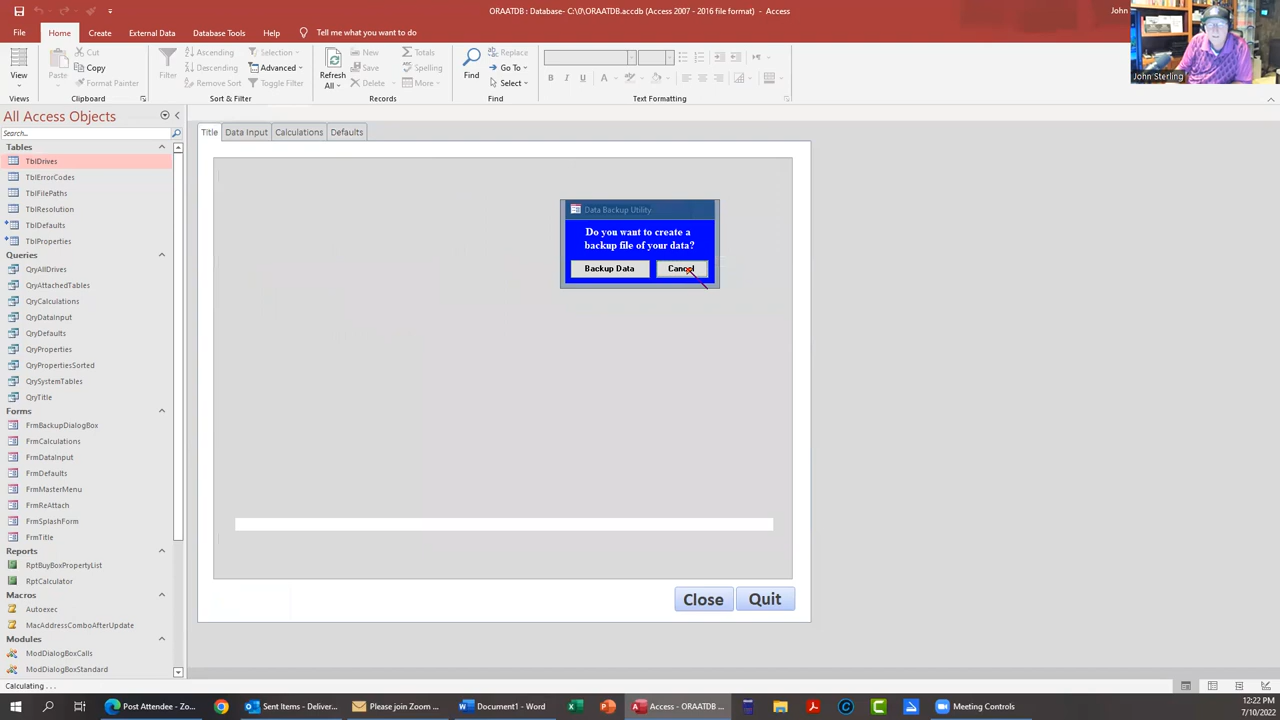 ORAATDB : Database- C:\0\ORAATDB.accdb (Access 2007 - 2016 file format) - Access
John
File
Home
Create
External Data
Database Tools
Help
Tell me what you want to do
John Sterling
View
Paste
Cut
Copy
Format Painter
Filter
Ascending
Descending
Remove Sort
Selection
Advanced
Toggle Filter
Refresh
All
New
Save
Delete
Totals
Spelling
More
Find
Replace
Go To
Select
B I U A
Views
Clipboard
Sort & Filter
Records
Find
Text Formatting
All Access Objects
Search...
Tables
TblDrives
TblErrorCodes
TblFilePaths
TblResolution
TblDefaults
TblProperties
Queries
QryAllDrives
QryAttachedTables
QryCalculations
QryDataInput
QryDefaults
QryProperties
QryPropertiesSorted
QrySystemTables
QryTitle
Forms
FrmBackupDialogBox
FrmCalculations
FrmDataInput
FrmDefaults
FrmMasterMenu
FrmReAttach
FrmSplashForm
FrmTitle
Reports
RptBuyBoxPropertyList
RptCalculator
Macros
Autoexec
MacAddressComboAfterUpdate
Modules
ModDialogBoxCalls
ModDialogBoxStandard
Title
Data Input
Calculations
Defaults
Data Backup Utility
Do you want to create a
backup file of your data?
Backup Data
Cancel
Close
Quit
Calculating . . .
Post Attendee - Zo...
Sent Items - Deliver...
Please join Zoom ...
Document1 - Word
Access - ORAATDB ...
Meeting Controls
12:22 PM
7/10/2022